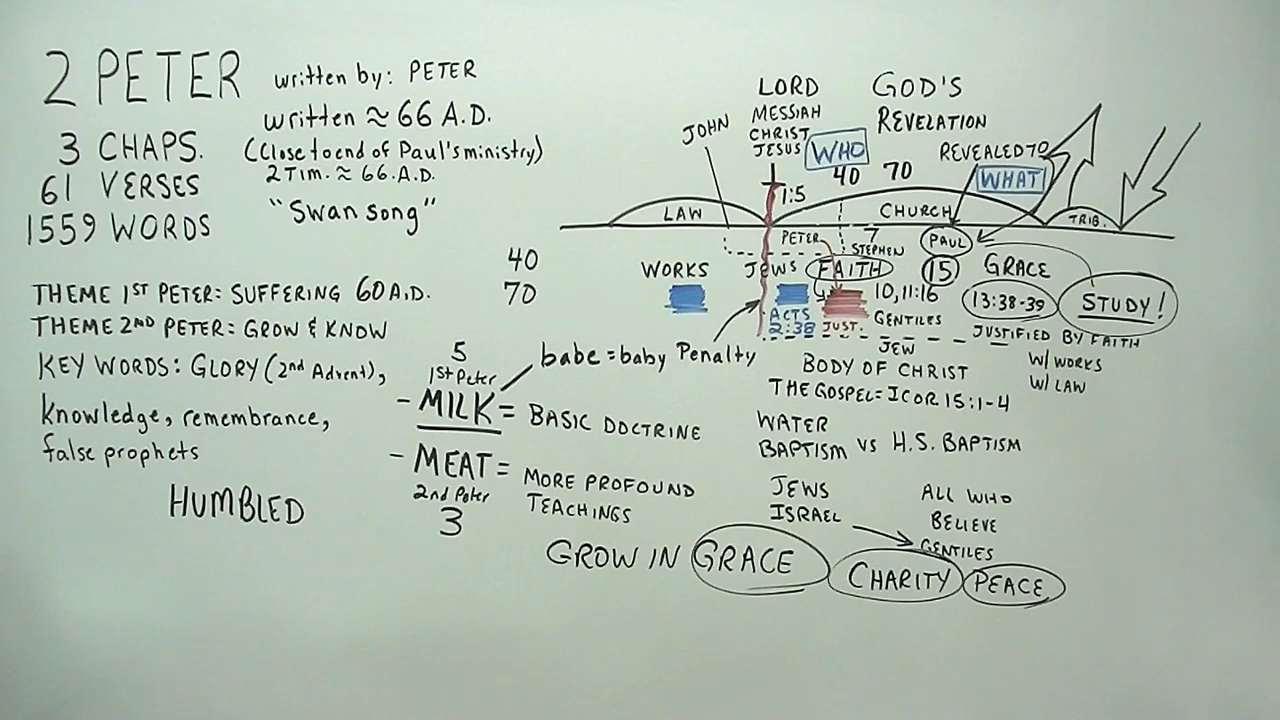 2 PETER
written by: PETER
written ≈ 66 A.D.
(Close to end of Paul's ministry)
2 Tim. ≈ 66. A.D.
"Swan song"
3 CHAPS.
61 VERSES
1559 WORDS
THEME 1ST PETER: SUFFERING 60 A.D.
THEME 2ND PETER: GROW & KNOW
KEY WORDS: GLORY (2nd Advent),
knowledge, remembrance,
false prophets
HUMBLED
40
70
5
1st Peter
- MILK = BASIC DOCTRINE
babe = baby Penalty
- MEAT = MORE PROFOUND
TEACHINGS
2nd Peter
3
GROW IN GRACE CHARITY PEACE
JOHN
LORD
MESSIAH
CHRIST
JESUS
WHO
GOD'S
REVELATION
REVEALED TO
WHAT
40 70
1:5
LAW
CHURCH
TRIB.
PETER
7
STEPHEN
PAUL
WORKS
JEWS
FAITH
15
GRACE
ACTS
2:38
JUST.
10, 11:16
GENTILES
JEW
13:38-39
STUDY!
JUSTIFIED BY FAITH
W/ WORKS
W/ LAW
BODY OF CHRIST
THE GOSPEL = I COR 15:1-4
WATER
BAPTISM VS H.S. BAPTISM
JEWS
ISRAEL
ALL WHO
BELIEVE
GENTILES